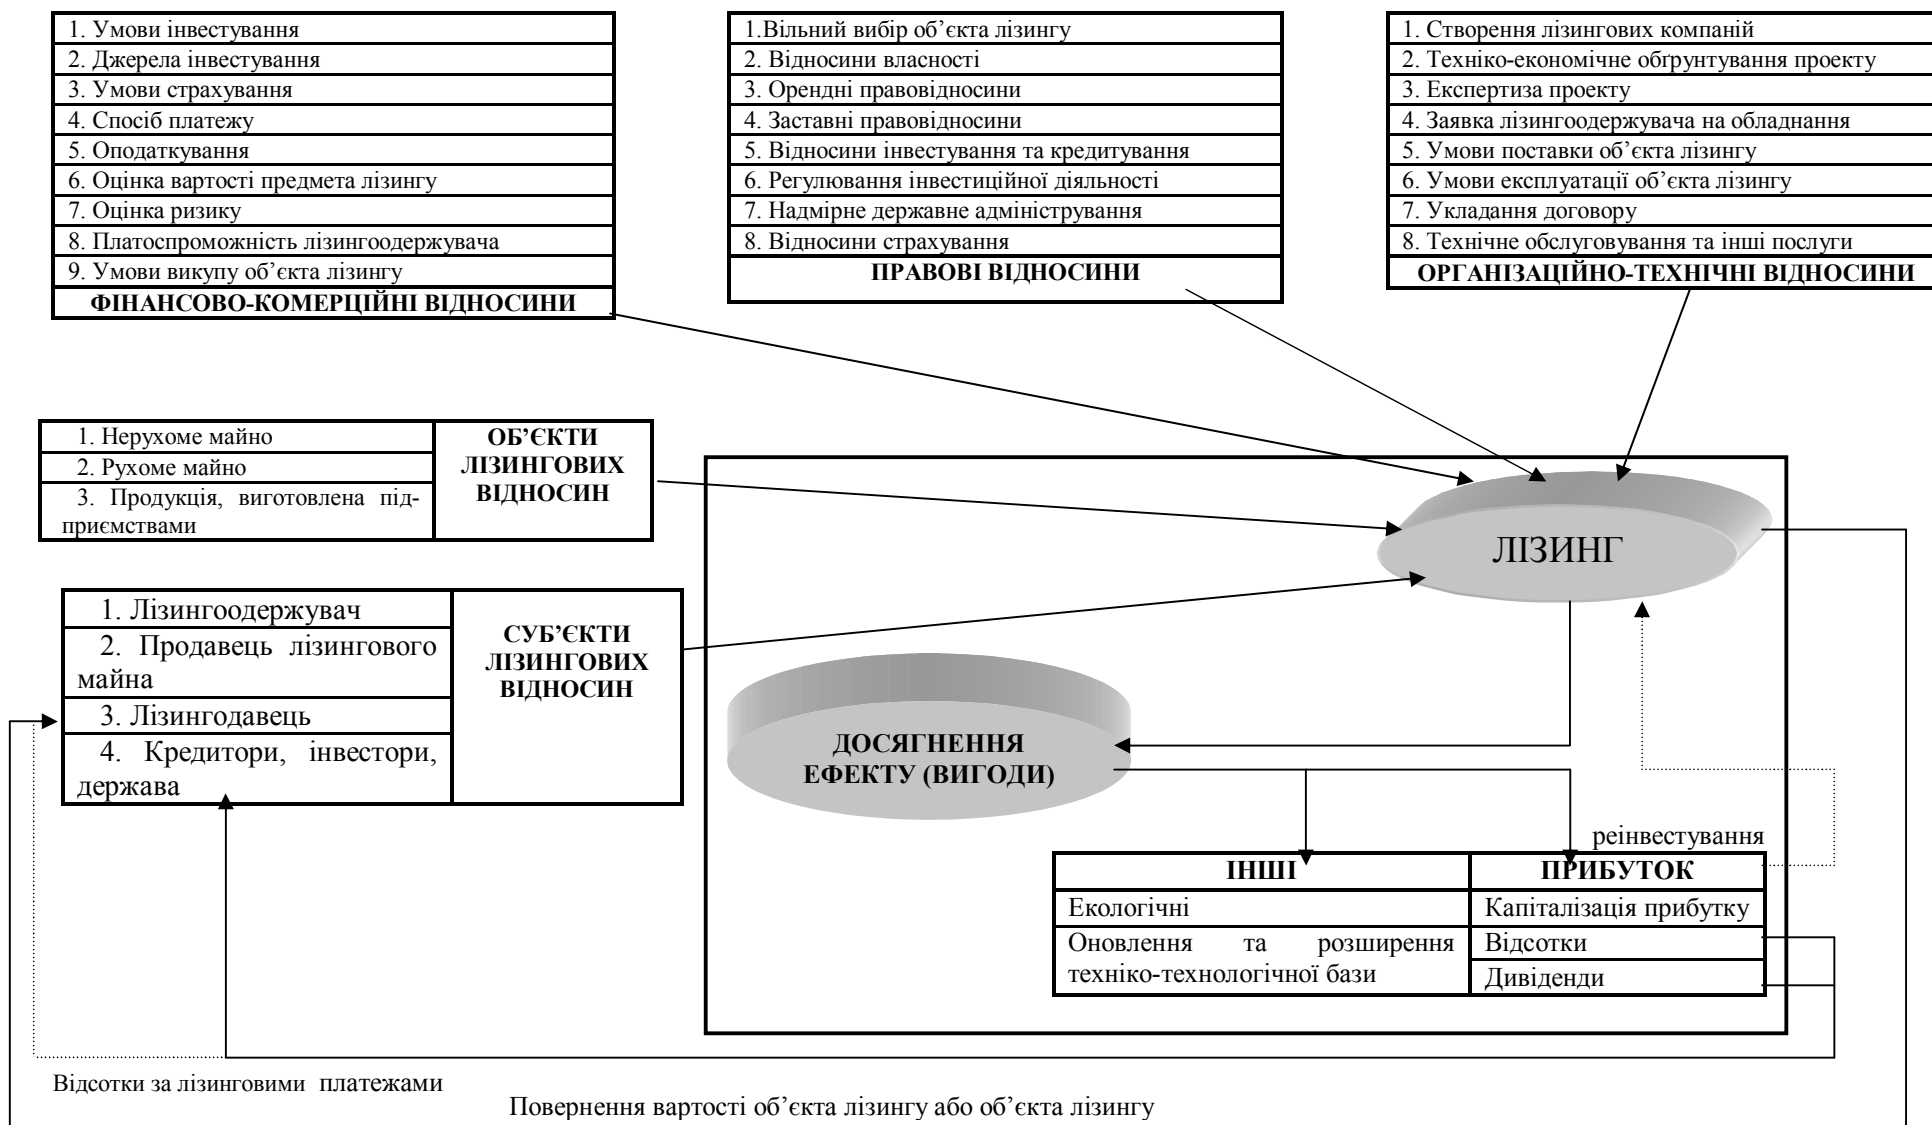 1. Умови інвестування
2. Джерела інвестування
3. Умови страхування
4. Спосіб платежу
5. Оподаткування
6. Оцінка вартості предмета лізингу
7. Оцінка ризику
8. Платоспроможність лізингоодержувача
9. Умови викупу об’єкта лізингу
ФІНАНСОВО-КОМЕРЦІЙНІ ВІДНОСИНИ
1.Вільний вибір об’єкта лізингу
2. Відносини власності
3. Орендні правовідносини
4. Заставні правовідносини
5. Відносини інвестування та кредитування
6. Регулювання інвестиційної діяльності
7. Надмірне державне адміністрування
8. Відносини страхування
ПРАВОВІ ВІДНОСИНИ
1. Створення лізингових компаній
2. Техніко-економічне обґрунтування проекту
3. Експертиза проекту
4. Заявка лізингоодержувача на обладнання
5. Умови поставки об’єкта лізингу
6. Умови експлуатації об’єкта лізингу
7. Укладання договору
8. Технічне обслуговування та інші послуги
ОРГАНІЗАЦІЙНО-ТЕХНІЧНІ ВІДНОСИНИ
1. Нерухоме майно
2. Рухоме майно
3. Продукція, виготовлена під-
приємствами
ОБ’ЄКТИ
ЛІЗИНГОВИХ
ВІДНОСИН
ЛІЗИНГ
1. Лізингоодержувач
2. Продавець лізингового
майна
3. Лізингодавець
4. Кредитори, інвестори,
держава
СУБ’ЄКТИ
ЛІЗИНГОВИХ
ВІДНОСИН
ДОСЯГНЕННЯ
ЕФЕКТУ (ВИГОДИ)
реінвестування
ІНШІ
ПРИБУТОК
Екологічні
Капіталізація прибутку
Оновлення та розширення
техніко-технологічної бази
Відсотки
Дивіденди
Відсотки за лізинговими платежами
Повернення вартості об’єкта лізингу або об’єкта лізингу